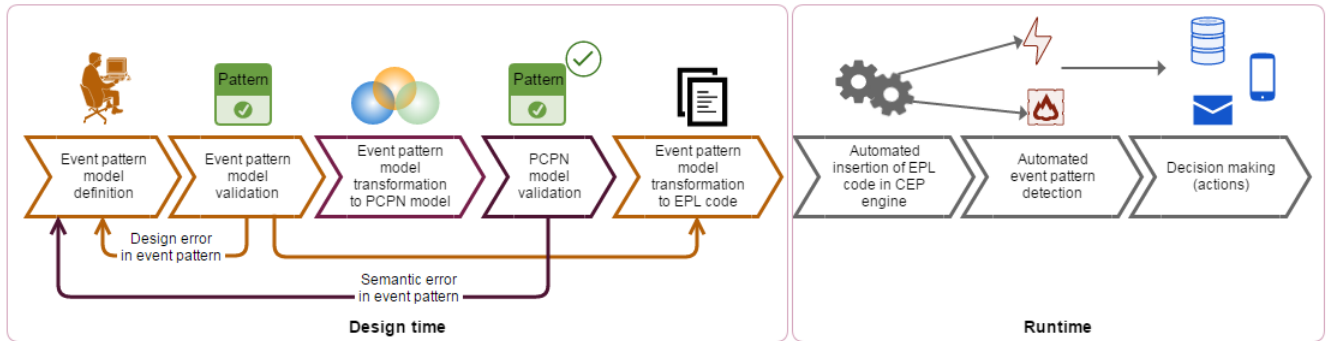 Pattern
Pattern
Event pattern
model
definition
Event pattern
model
validation
Event pattern
model
transformation
to PCPN model
PCPN
model
validation
Event pattern
model
transformation
to EPL code
Automated
insertion of EPL
code in CEP
engine
Automated
event pattern
detection
Decision making
(actions)
Design error
in event pattern
Semantic error
in event pattern
Design time
Runtime